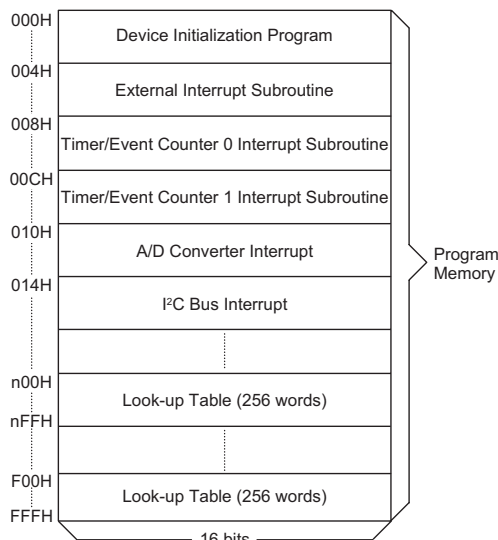 000H
Device Initialization Program
004H
External Interrupt Subroutine
008H
Timer/Event Counter 0 Interrupt Subroutine
00CH
Timer/Event Counter 1 Interrupt Subroutine
010H
A/D Converter Interrupt
014H
I²C Bus Interrupt
Program
Memory
n00H
Look-up Table (256 words)
nFFH
F00H
Look-up Table (256 words)
FFFH
16 bits